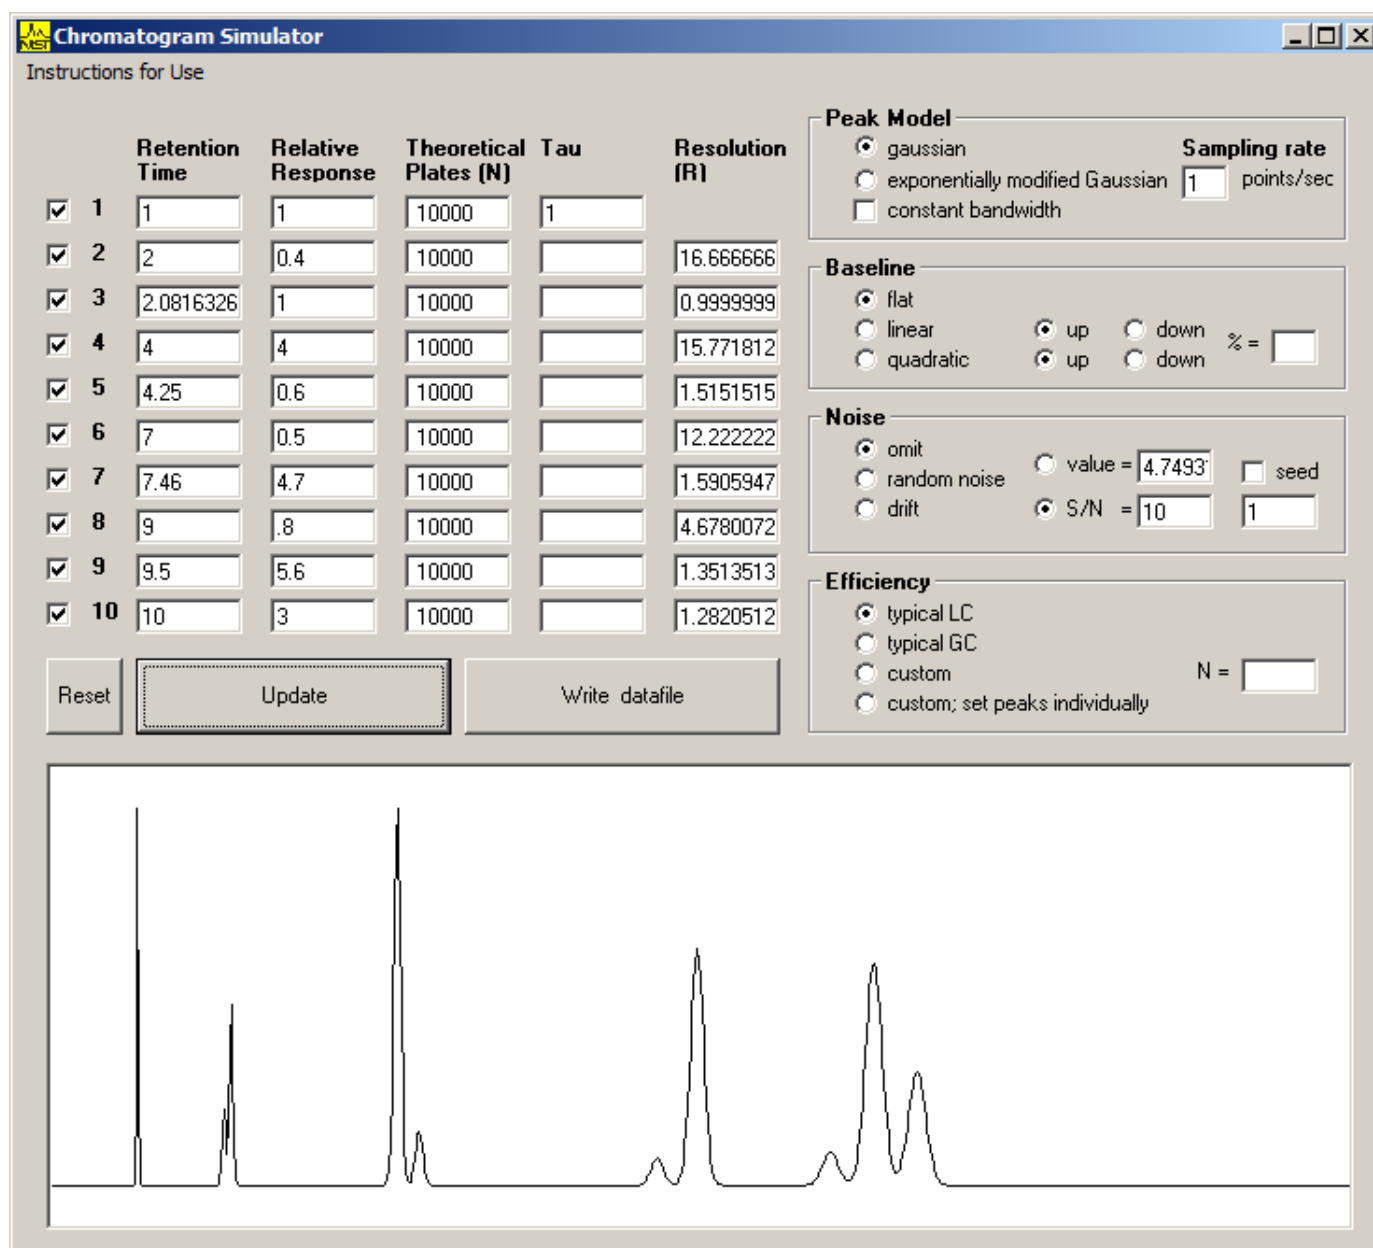 NIST
Chromatogram Simulator
Instructions for Use
Retention Time Relative Response Theoretical Plates (N) Tau Resolution (R)
1 1 1 10000 1
2 2 0.4 10000 16.666666
3 2.0816326 1 10000 0.9999999
4 4 4 10000 15.771812
5 4.25 0.6 10000 1.5151515
6 7 0.5 10000 12.222222
7 7.46 4.7 10000 1.5905947
8 9 .8 10000 4.6780072
9 9.5 5.6 10000 1.3513513
10 10 3 10000 1.2820512
Reset Update Write datafile
Peak Model
gaussian Sampling rate
exponentially modified Gaussian 1 points/sec
constant bandwidth
Baseline
flat
linear up down % =
quadratic up down
Noise
omit
random noise value = 4.7493 seed
drift S/N = 10 1
Efficiency
typical LC
typical GC
custom N =
custom; set peaks individually